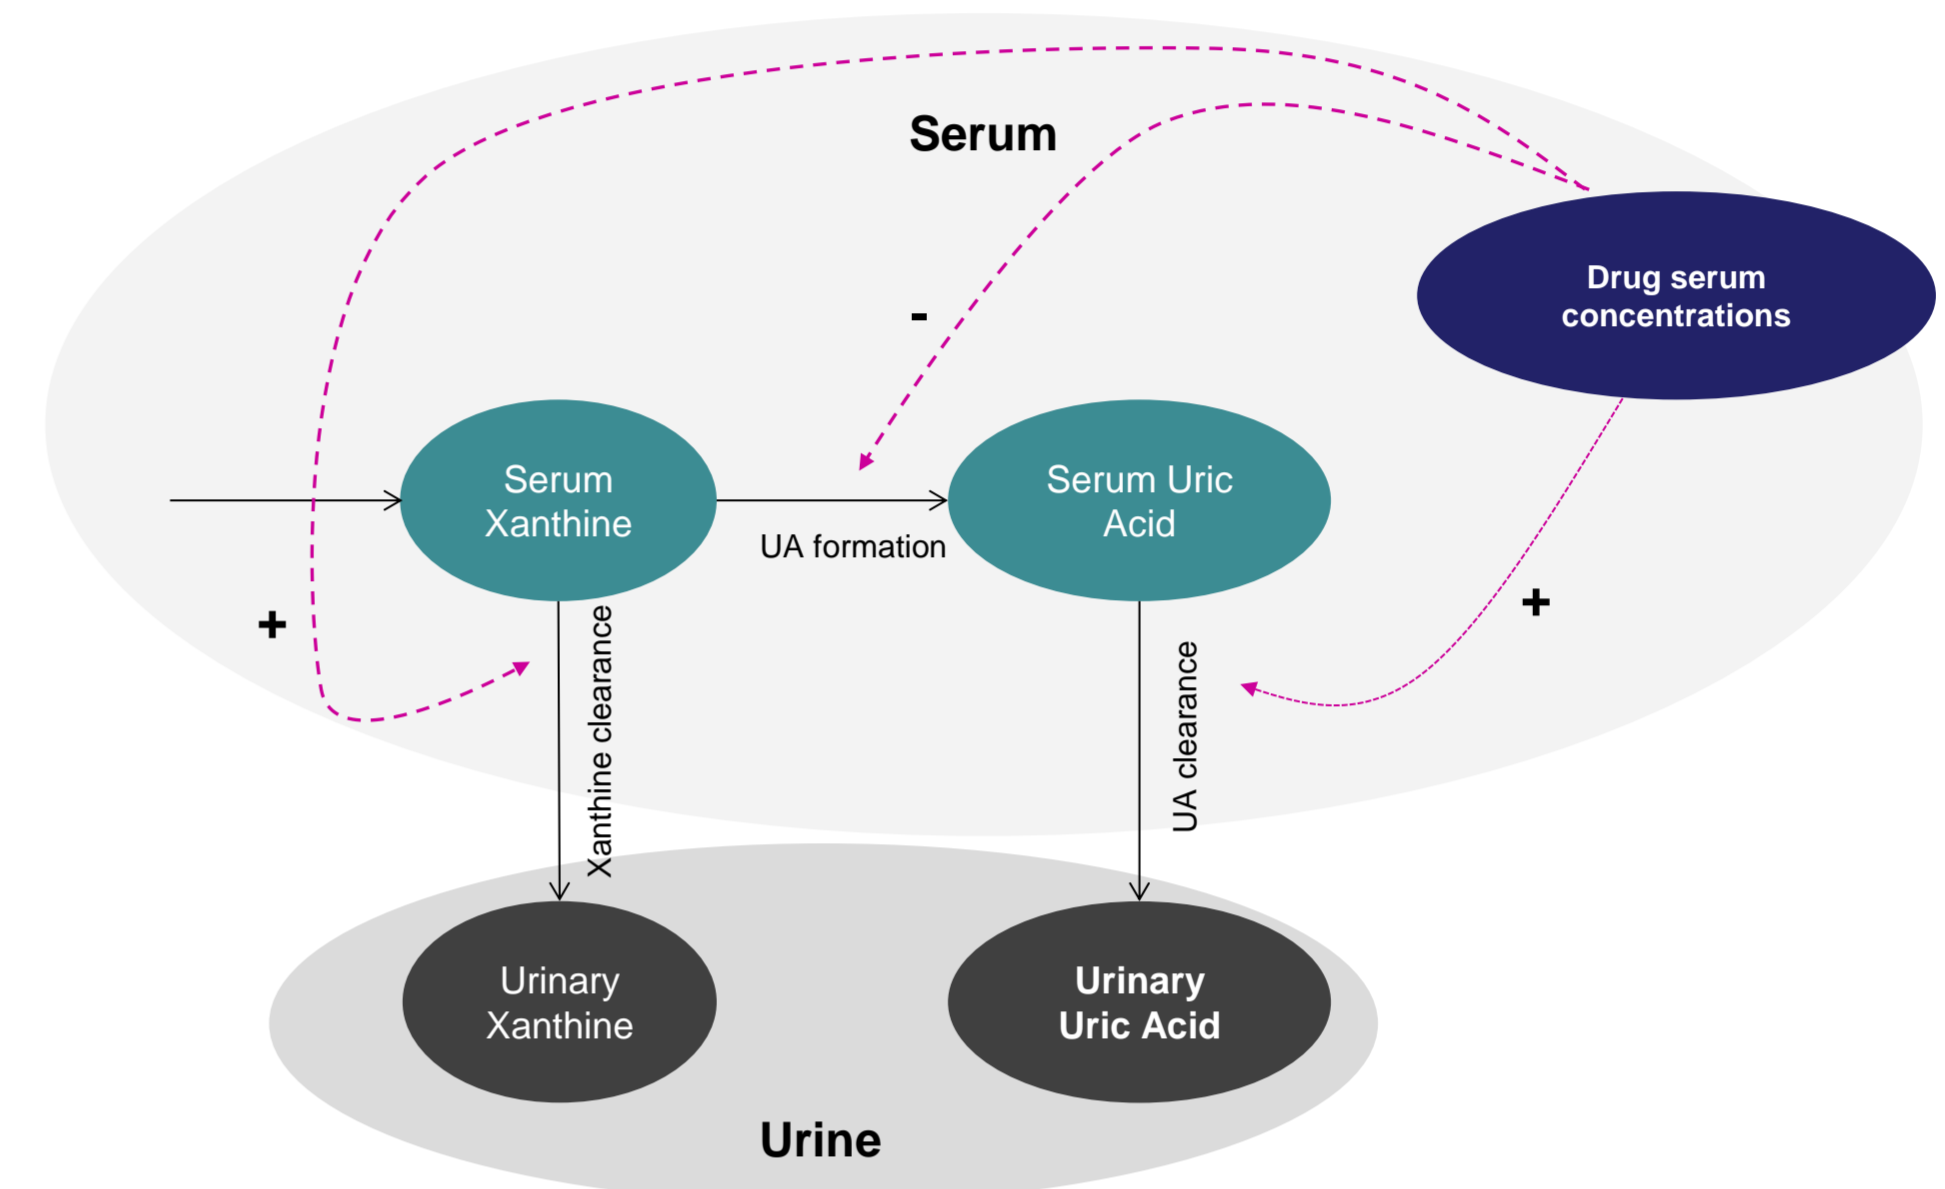 Serum
Drug serum
concentrations
-
Serum
Xanthine
Serum Uric
Acid
UA formation
+
+
Xanthine clearance
UA clearance
Urinary
Xanthine
Urinary
Uric Acid
Urine